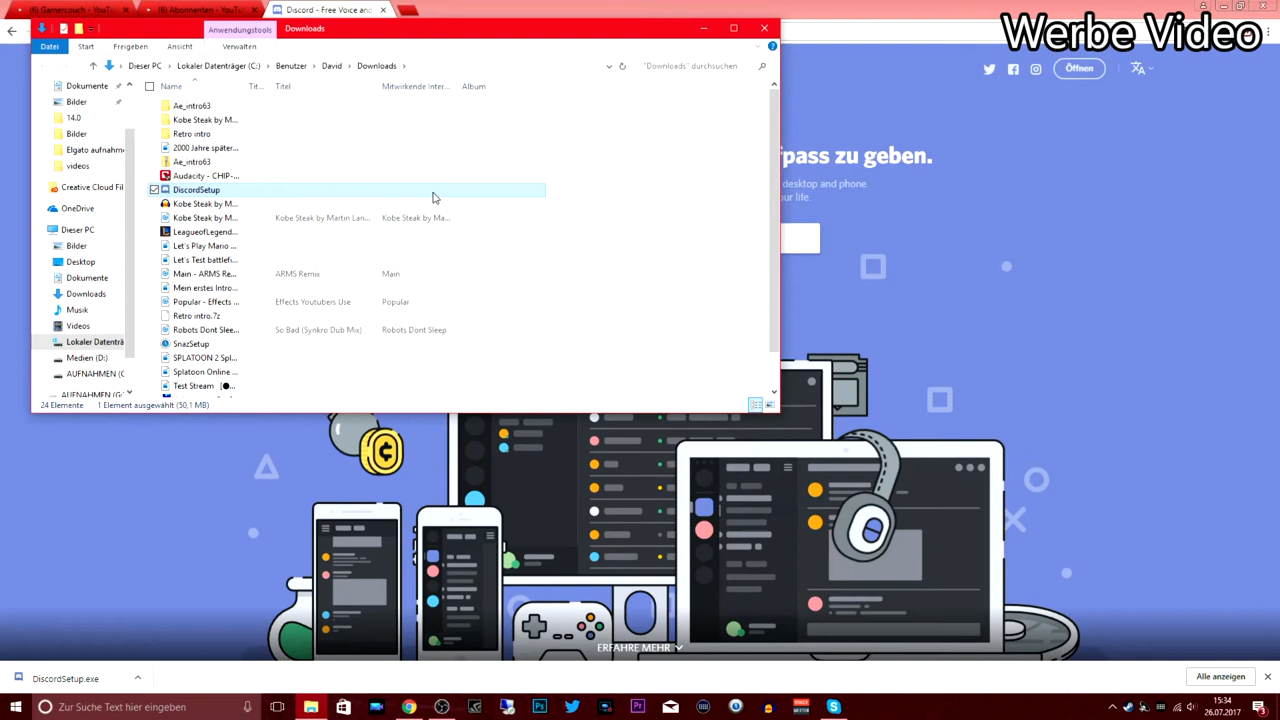 (6) Gamercouch - YouT
(6) Abonnenten - YouT
Discord - Free Voice and
Werbe Video
Anwendungstools
Downloads
Datei
Start
Freigeben
Ansicht
Verwalten
Dieser PC
Lokaler Datenträger (C:)
Benutzer
David
Downloads
"Downloads" durchsuchen
Öffnen
Name
Tit...
Titel
Mitwirkende Inter...
Album
Dokumente
Bilder
14.0
Bilder
Elgato aufnahm
videos
Creative Cloud Fil
OneDrive
Dieser PC
Bilder
Desktop
Dokumente
Downloads
Musik
Videos
Lokaler Datenträ
Medien (D:)
AUFNAHMEN (
AUFNAHMEN (G:
Ae_intro63
Kobe Steak by M...
Retro intro
2000 Jahre später...
Ae_intro63
Audacity - CHIP-...
DiscordSetup
Kobe Steak by M...
Kobe Steak by M...
Kobe Steak by Martin Lan...
Kobe Steak by Ma...
LeagueofLegend...
Let's Play Mario ...
Let's Test battlefi...
Main - ARMS Re...
ARMS Remix
Main
Mein erstes Intro...
Popular - Effects ...
Effects Youtubers Use
Popular
Retro intro.7z
Robots Dont Slee...
So Bad (Synkro Dub Mix)
Robots Dont Sleep
SnazSetup
SPLATOON 2 Spl...
Splatoon Online ...
Test Stream [●...
24 Elemente
1 Element ausgewählt (50,1 MB)
fpass zu geben.
desktop and phone.
our life.
ERFAHRE MEHR
DiscordSetup.exe
Alle anzeigen
Zur Suche Text hier eingeben
15:34
26.07.2017